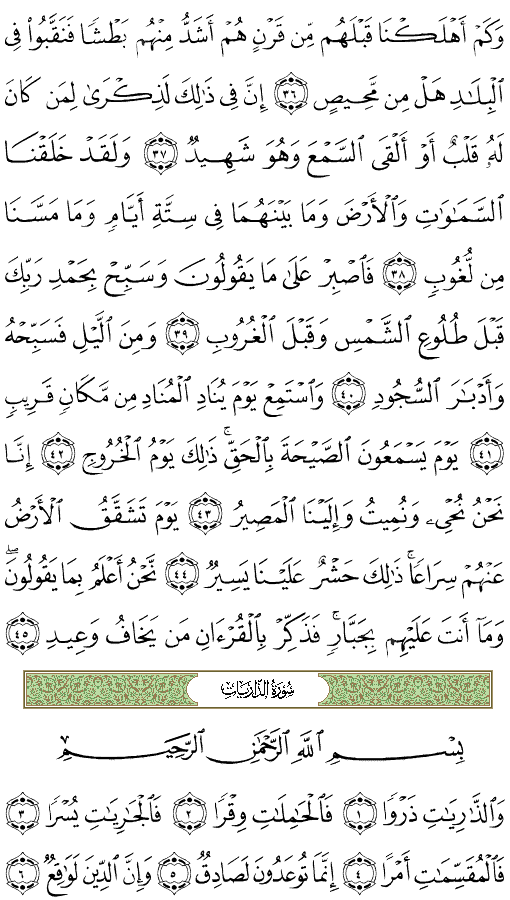 وَكَمۡ أَهۡلَكۡنَا قَبۡلَهُم مِّن قَرۡنٍ هُمۡ أَشَدُّ مِنۡهُم بَطۡشٗا فَنَقَّبُواْ فِي
ٱلۡبِلَٰدِ هَلۡ مِن مَّحِيصٍ ٣٦ إِنَّ فِي ذَٰلِكَ لَذِكۡرَىٰ لِمَن كَانَ
لَهُۥ قَلۡبٌ أَوۡ أَلۡقَى ٱلسَّمۡعَ وَهُوَ شَهِيدٞ ٣٧ وَلَقَدۡ خَلَقۡنَا
ٱلسَّمَٰوَٰتِ وَٱلۡأَرۡضَ وَمَا بَيۡنَهُمَا فِي سِتَّةِ أَيَّامٖ وَمَا مَسَّنَا
مِن لُّغُوبٖ ٣٨ فَٱصۡبِرۡ عَلَىٰ مَا يَقُولُونَ وَسَبِّحۡ بِحَمۡدِ رَبِّكَ
قَبۡلَ طُلُوعِ ٱلشَّمۡسِ وَقَبۡلَ ٱلۡغُرُوبِ ٣٩ وَمِنَ ٱلَّيۡلِ فَسَبِّحۡهُ
وَأَدۡبَٰرَ ٱلسُّجُودِ ٤٠ وَٱسۡتَمِعۡ يَوۡمَ يُنَادِ ٱلۡمُنَادِ مِن مَّكَانٖ قَرِيبٖ
٤١ يَوۡمَ يَسۡمَعُونَ ٱلصَّيۡحَةَ بِٱلۡحَقِّۚ ذَٰلِكَ يَوۡمُ ٱلۡخُرُوجِ ٤٢ إِنَّا
نَحۡنُ نُحۡيِۦ وَنُمِيتُ وَإِلَيۡنَا ٱلۡمَصِيرُ ٤٣ يَوۡمَ تَشَقَّقُ ٱلۡأَرۡضُ
عَنۡهُمۡ سِرَاعٗاۚ ذَٰلِكَ حَشۡرٌ عَلَيۡنَا يَسِيرٞ ٤٤ نَّحۡنُ أَعۡلَمُ بِمَا يَقُولُونَۖ
وَمَآ أَنتَ عَلَيۡهِم بِجَبَّارٖۖ فَذَكِّرۡ بِٱلۡقُرۡءَانِ مَن يَخَافُ وَعِيدِ ٤٥
سُورَةُ الذَّارِيَاتِ
بِسۡمِ ٱللَّهِ ٱلرَّحۡمَٰنِ ٱلرَّحِيمِ
وَٱلذَّٰرِيَٰتِ ذَرۡوٗا ١ فَٱلۡحَٰمِلَٰتِ وِقۡرٗا ٢ فَٱلۡجَٰرِيَٰتِ يُسۡرٗا ٣
فَٱلۡمُقَسِّمَٰتِ أَمۡرًا ٤ إِنَّمَا تُوعَدُونَ لَصَادِقٞ ٥ وَإِنَّ ٱلدِّينَ لَوَٰقِعٞ ٦